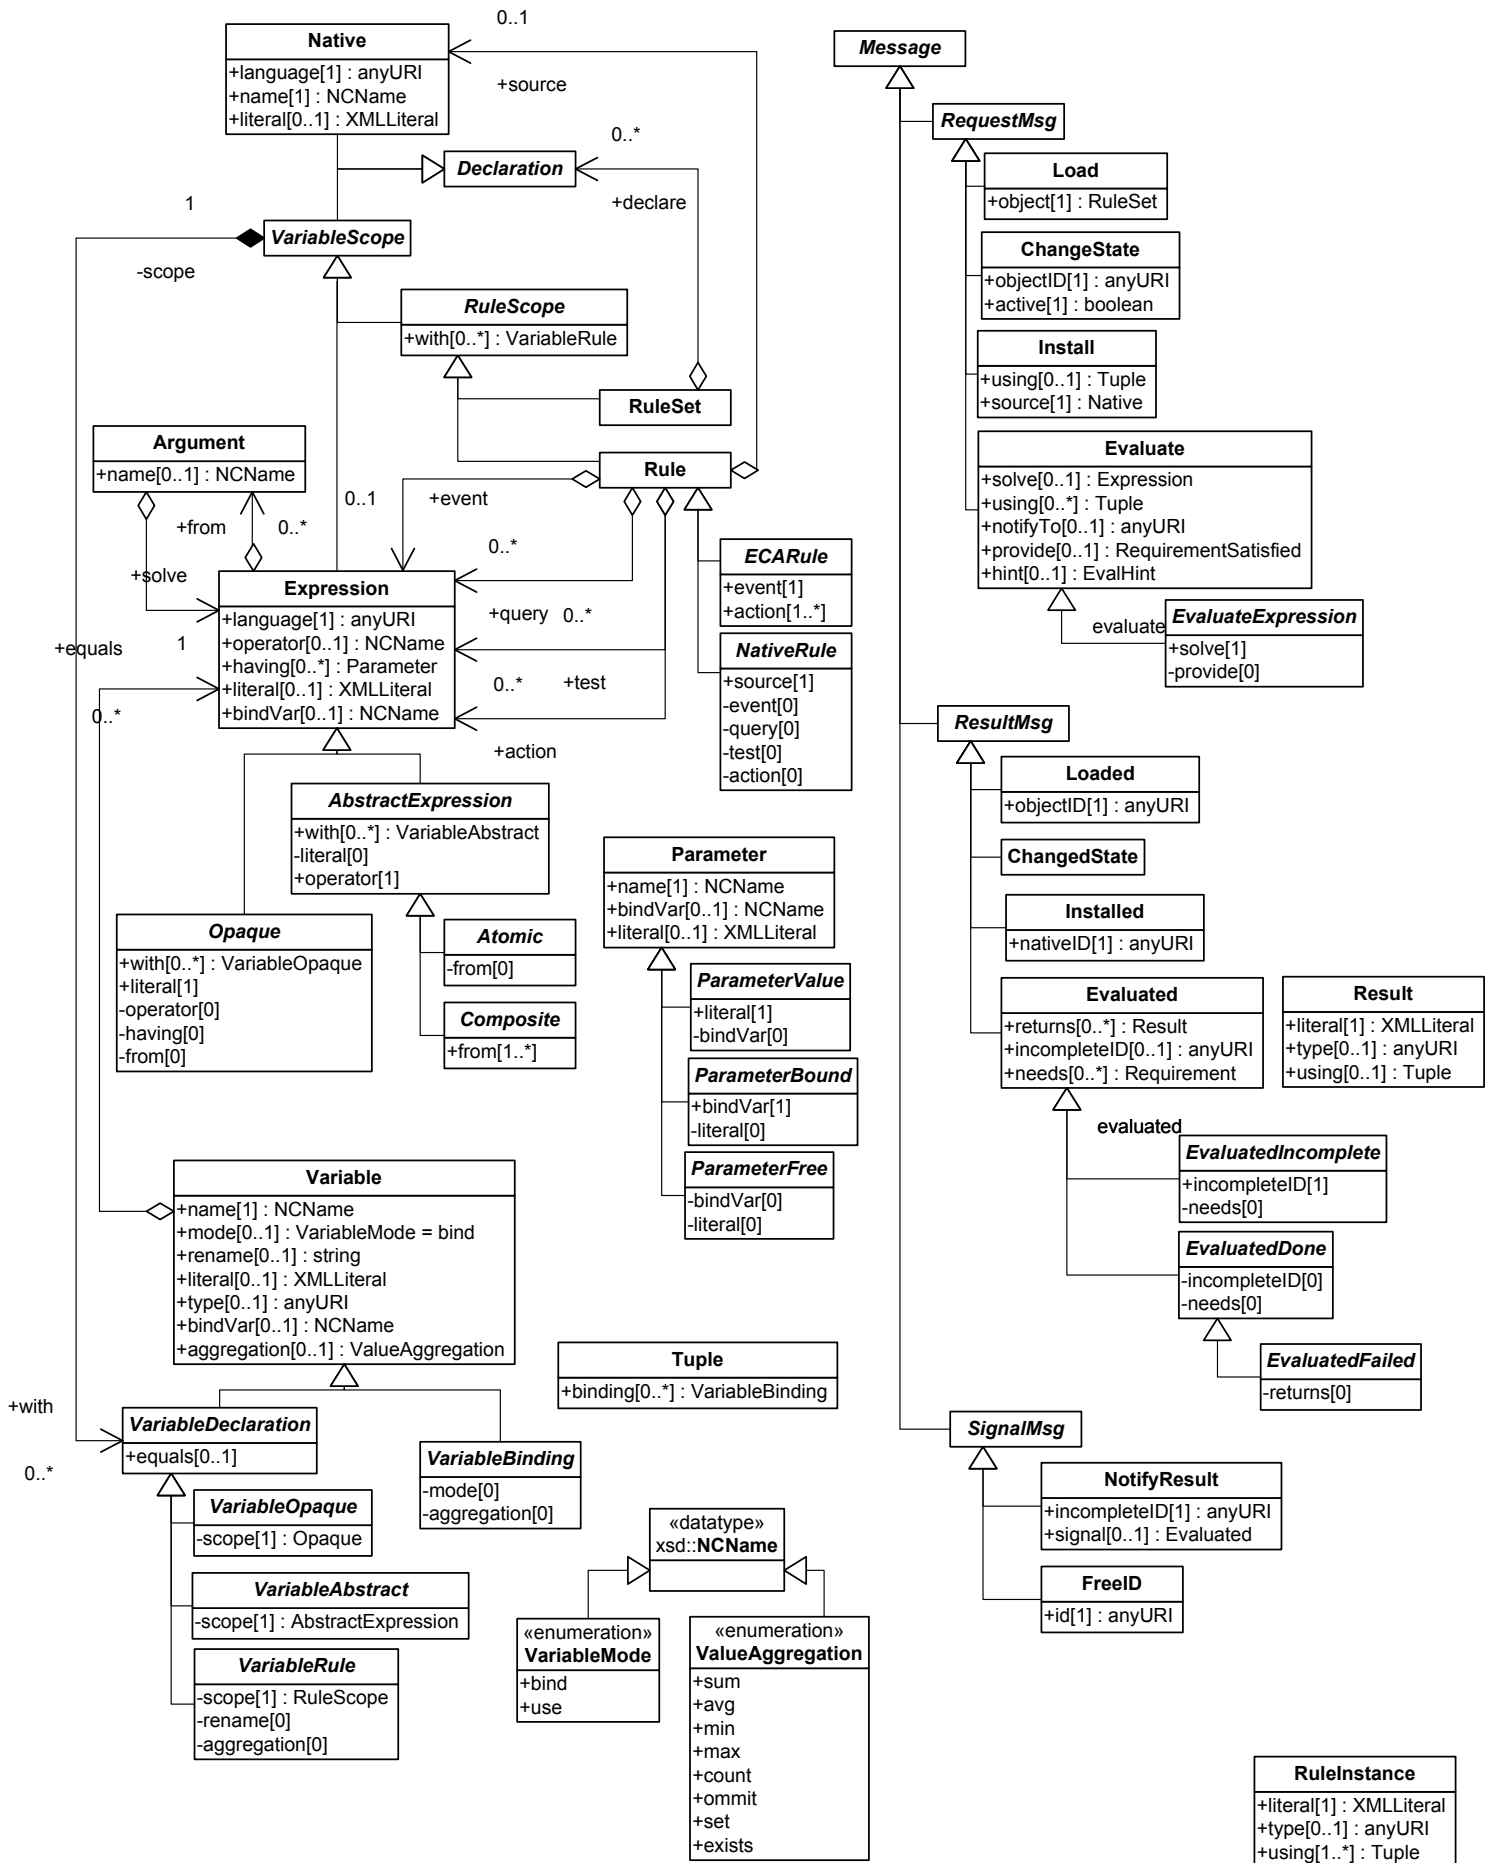 0..1
Native
+language[1] : anyURI
+name[1] : NCName
+literal[0..1] : XMLLiteral
+source
0..*
Declaration
+declare
1
VariableScope
-scope
RuleScope
+with[0..*] : VariableRule
RuleSet
Argument
+name[0..1] : NCName
Rule
0..1
+event
+from
0..*
0..*
+solve
Expression
+language[1] : anyURI
+operator[0..1] : NCName
+having[0..*] : Parameter
+literal[0..1] : XMLLiteral
+bindVar[0..1] : NCName
+query
0..*
+equals
1
0..*
+test
0..*
+action
ECARule
+event[1]
+action[1..*]
NativeRule
+source[1]
-event[0]
-query[0]
-test[0]
-action[0]
AbstractExpression
+with[0..*] : VariableAbstract
-literal[0]
+operator[1]
Opaque
+with[0..*] : VariableOpaque
+literal[1]
-operator[0]
-having[0]
-from[0]
Atomic
-from[0]
Composite
+from[1..*]
Parameter
+name[1] : NCName
+bindVar[0..1] : NCName
+literal[0..1] : XMLLiteral
ParameterValue
+literal[1]
-bindVar[0]
ParameterBound
+bindVar[1]
-literal[0]
ParameterFree
-bindVar[0]
-literal[0]
Variable
+name[1] : NCName
+mode[0..1] : VariableMode = bind
+rename[0..1] : string
+literal[0..1] : XMLLiteral
+type[0..1] : anyURI
+bindVar[0..1] : NCName
+aggregation[0..1] : ValueAggregation
Tuple
+binding[0..*] : VariableBinding
+with
0..*
VariableDeclaration
+equals[0..1]
VariableBinding
-mode[0]
-aggregation[0]
VariableOpaque
-scope[1] : Opaque
VariableAbstract
-scope[1] : AbstractExpression
VariableRule
-scope[1] : RuleScope
-rename[0]
-aggregation[0]
«datatype»
xsd::NCName
«enumeration»
VariableMode
+bind
+use
«enumeration»
ValueAggregation
+sum
+avg
+min
+max
+count
+ommit
+set
+exists
Message
RequestMsg
Load
+object[1] : RuleSet
ChangeState
+objectID[1] : anyURI
+active[1] : boolean
Install
+using[0..1] : Tuple
+source[1] : Native
Evaluate
+solve[0..1] : Expression
+using[0..*] : Tuple
+notifyTo[0..1] : anyURI
+provide[0..1] : RequirementSatisfied
+hint[0..1] : EvalHint
evaluate
EvaluateExpression
+solve[1]
-provide[0]
ResultMsg
Loaded
+objectID[1] : anyURI
ChangedState
Installed
+nativeID[1] : anyURI
Evaluated
+returns[0..*] : Result
+incompleteID[0..1] : anyURI
+needs[0..*] : Requirement
Result
+literal[1] : XMLLiteral
+type[0..1] : anyURI
+using[0..1] : Tuple
evaluated
EvaluatedIncomplete
+incompleteID[1]
-needs[0]
EvaluatedDone
-incompleteID[0]
-needs[0]
EvaluatedFailed
-returns[0]
SignalMsg
NotifyResult
+incompleteID[1] : anyURI
+signal[0..1] : Evaluated
FreeID
+id[1] : anyURI
RuleInstance
+literal[1] : XMLLiteral
+type[0..1] : anyURI
+using[1..*] : Tuple